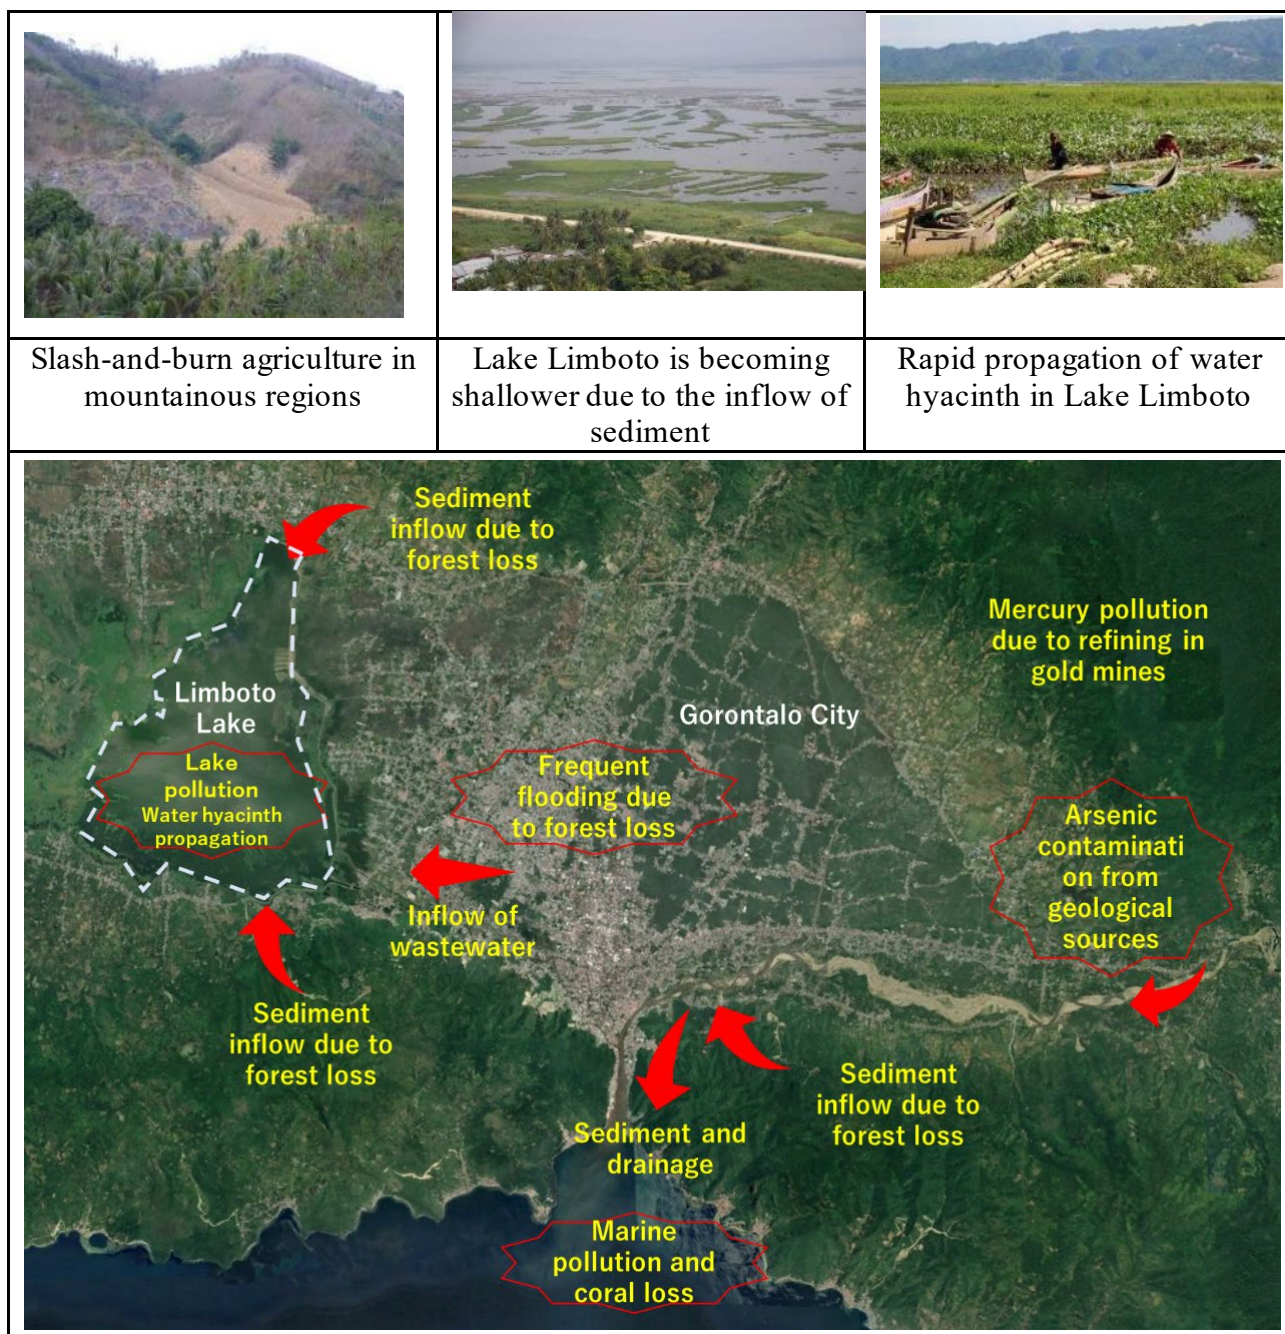 Slash-and-burn agriculture in
mountainous regions
Lake Limboto is becoming
shallower due to the inflow of
sediment
Rapid propagation of water
hyacinth in Lake Limboto
Sediment
inflow due to
forest loss
Mercury pollution
due to refining in
gold mines
Limboto
Lake
Gorontalo City
Lake
pollution
Water hyacinth
propagation
Frequent
flooding due
to forest loss
Arsenic
contaminati
on from
geological
sources
Inflow of
wastewater
Sediment
inflow due to
forest loss
Sediment
inflow due to
forest loss
Sediment and
drainage
Marine
pollution and
coral loss